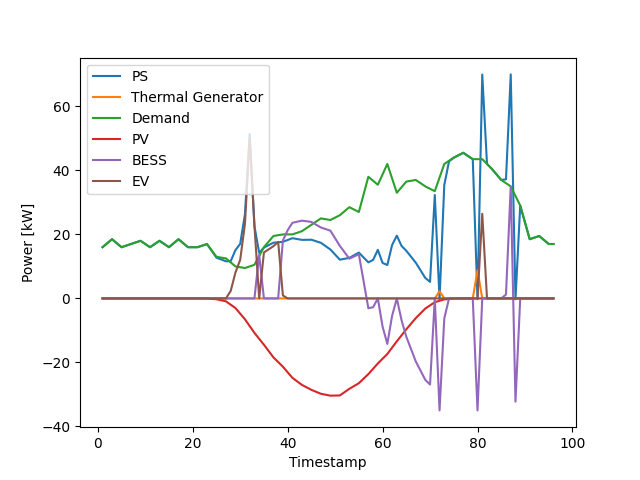 PS
Thermal Generator
Demand
PV
BESS
EV
Power [kW]
60
40
20
0
−20
−40
0 20 40 60 80 100
Timestamp